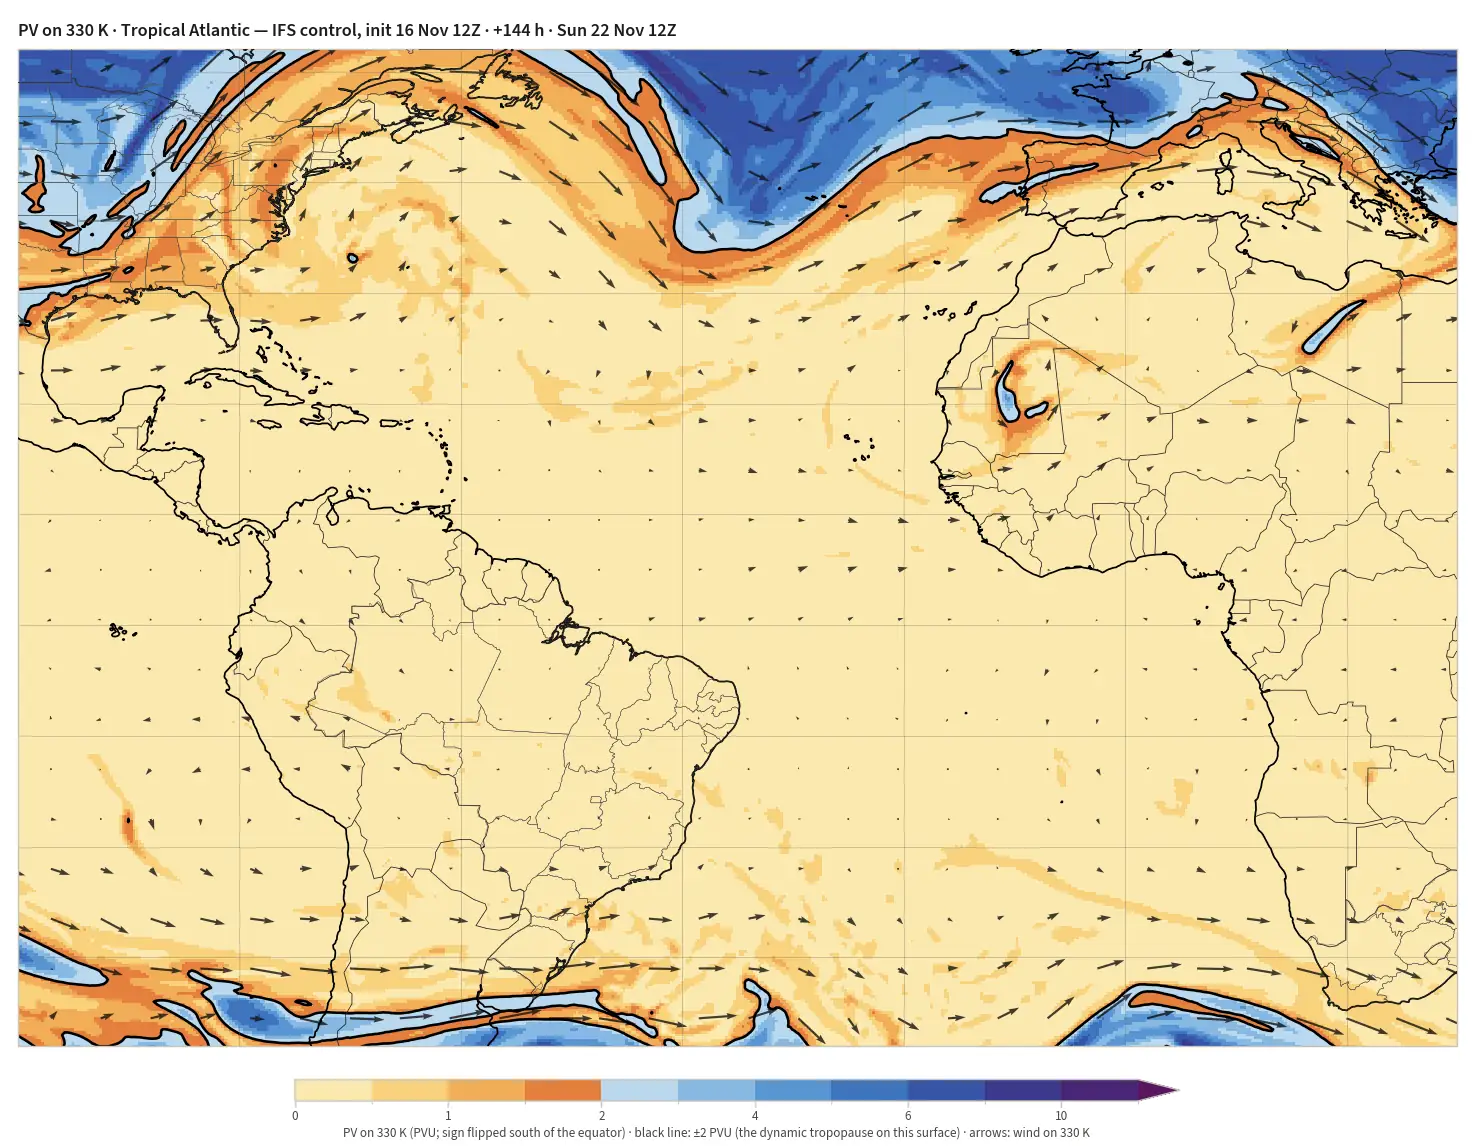 PV on 330 K · Tropical Atlantic — IFS control, init 16 Nov 12Z · +144 h · Sun 22 Nov 12Z
0 1 2 4 6 10
PV on 330 K (PVU; sign flipped south of the equator) · black line: ±2 PVU (the dynamic tropopause on this surface) · arrows: wind on 330 K